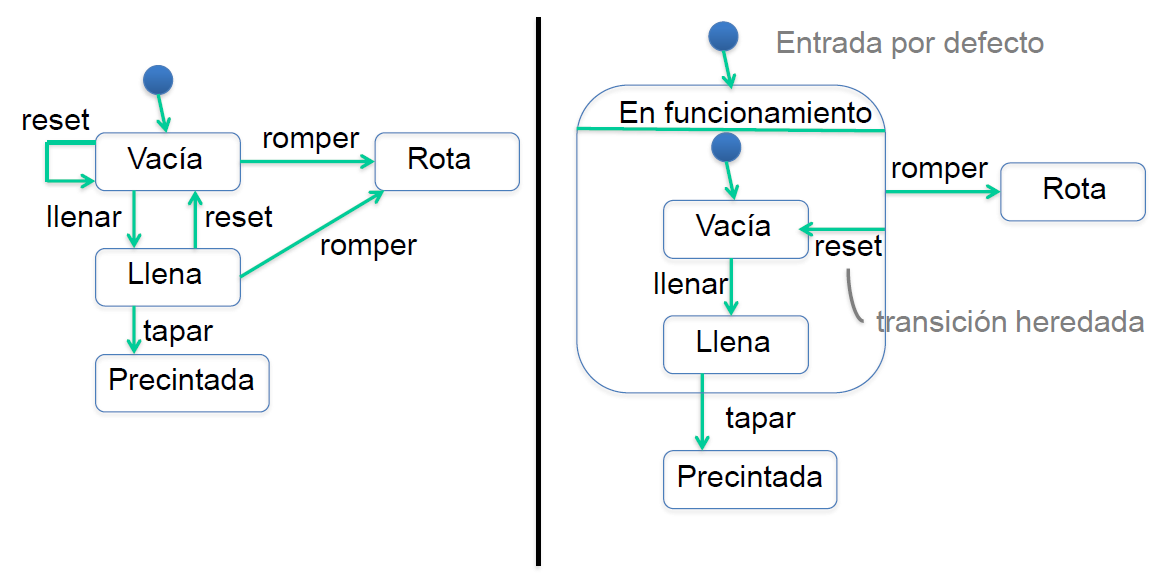 reset
Vacía
romper
Rota
llenar
reset
romper
Llena
tapar
Precintada
Entrada por defecto
En funcionamiento
romper
Rota
Vacía
reset
llenar
transición heredada
Llena
tapar
Precintada